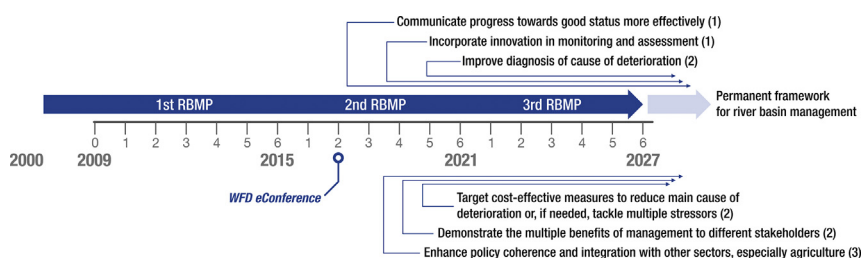 Communicate progress towards good status more effectively (1)
Incorporate innovation in monitoring and assessment (1)
Improve diagnosis of cause of deterioration (2)
1st RBMP 2nd RBMP 3rd RBMP
Permanent framework
for river basin management
0 1 2 3 4 5 6 1 2 3 4 5 6 1 2 3 4 5 6
2000 2009 2015 2021 2027
WFD eConference
Target cost-effective measures to reduce main cause of
deterioration or, if needed, tackle multiple stressors (2)
Demonstrate the multiple benefits of management to different stakeholders (2)
Enhance policy coherence and integration with other sectors, especially agriculture (3)